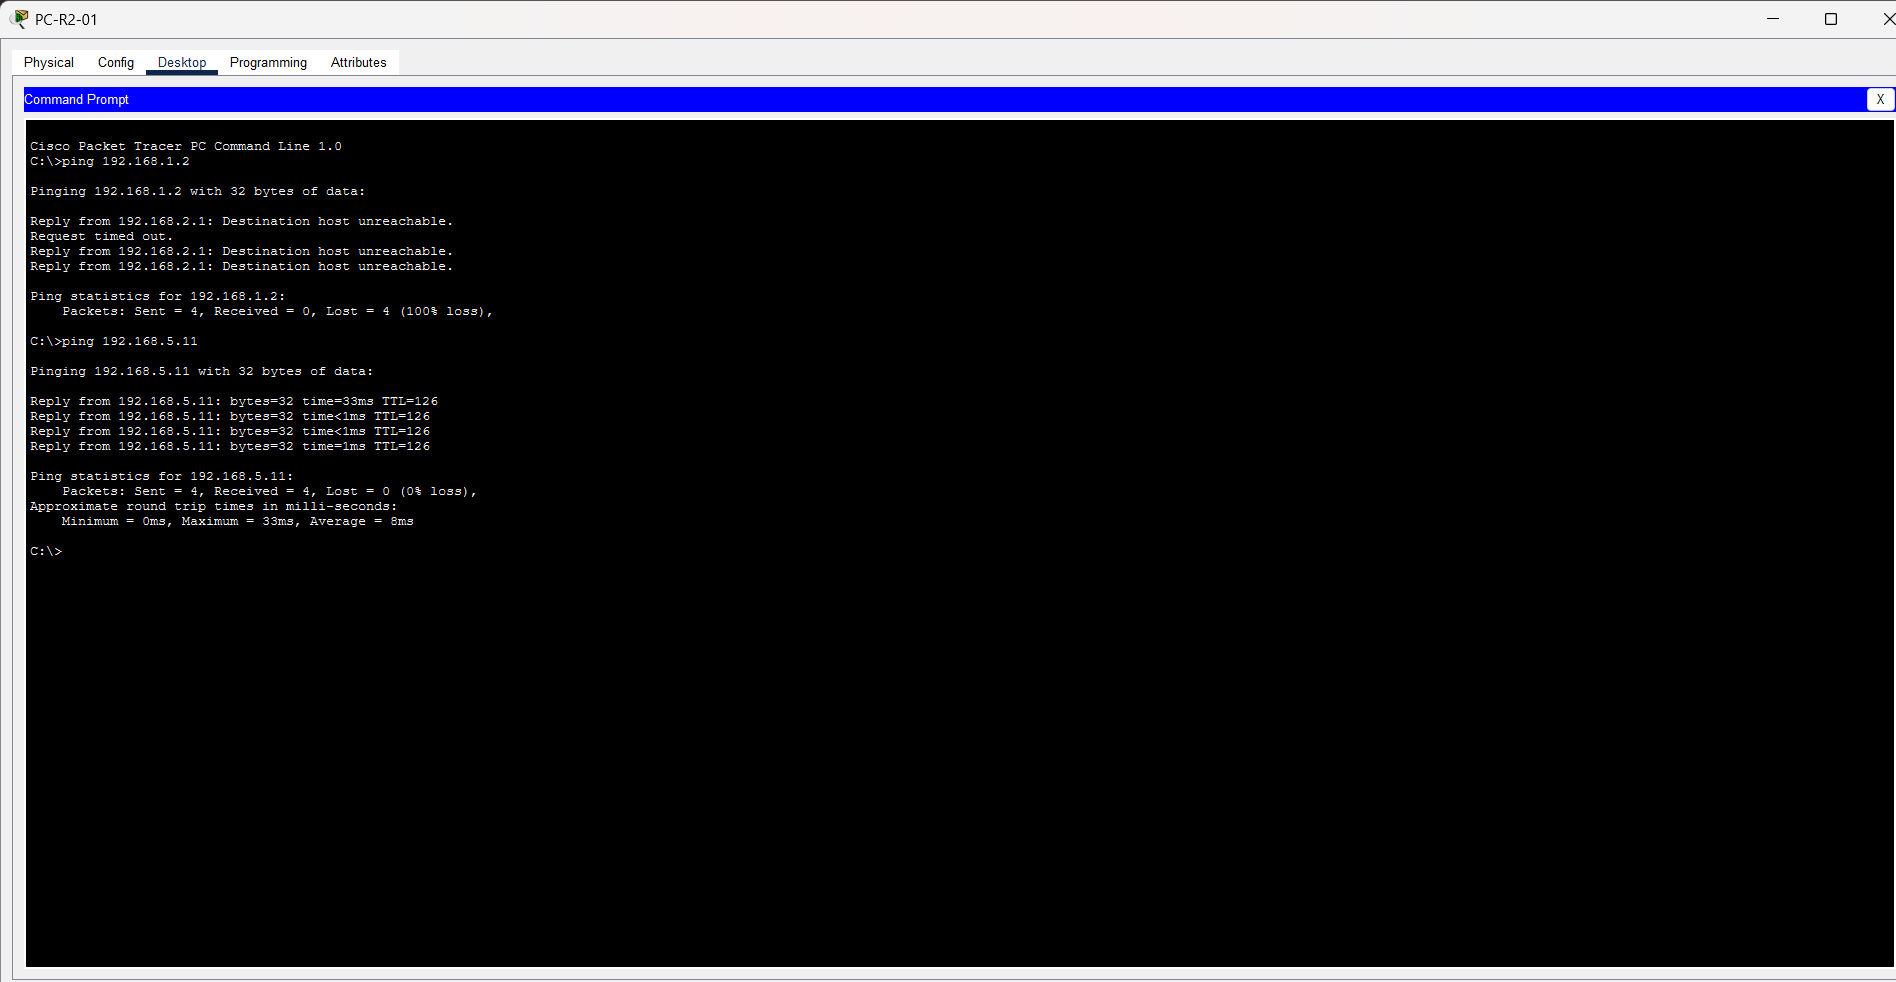 PC-R2-01
Physical Config Desktop Programming Attributes
Command Prompt
X
Cisco Packet Tracer PC Command Line 1.0
C:\>ping 192.168.1.2
Pinging 192.168.1.2 with 32 bytes of data:
Reply from 192.168.2.1: Destination host unreachable.
Request timed out.
Reply from 192.168.2.1: Destination host unreachable.
Reply from 192.168.2.1: Destination host unreachable.
Ping statistics for 192.168.1.2:
Packets: Sent = 4, Received = 0, Lost = 4 (100% loss),
C:\>ping 192.168.5.11
Pinging 192.168.5.11 with 32 bytes of data:
Reply from 192.168.5.11: bytes=32 time=33ms TTL=126
Reply from 192.168.5.11: bytes=32 time<1ms TTL=126
Reply from 192.168.5.11: bytes=32 time<1ms TTL=126
Reply from 192.168.5.11: bytes=32 time=1ms TTL=126
Ping statistics for 192.168.5.11:
Packets: Sent = 4, Received = 4, Lost = 0 (0% loss),
Approximate round trip times in milli-seconds:
Minimum = 0ms, Maximum = 33ms, Average = 8ms
C:\>